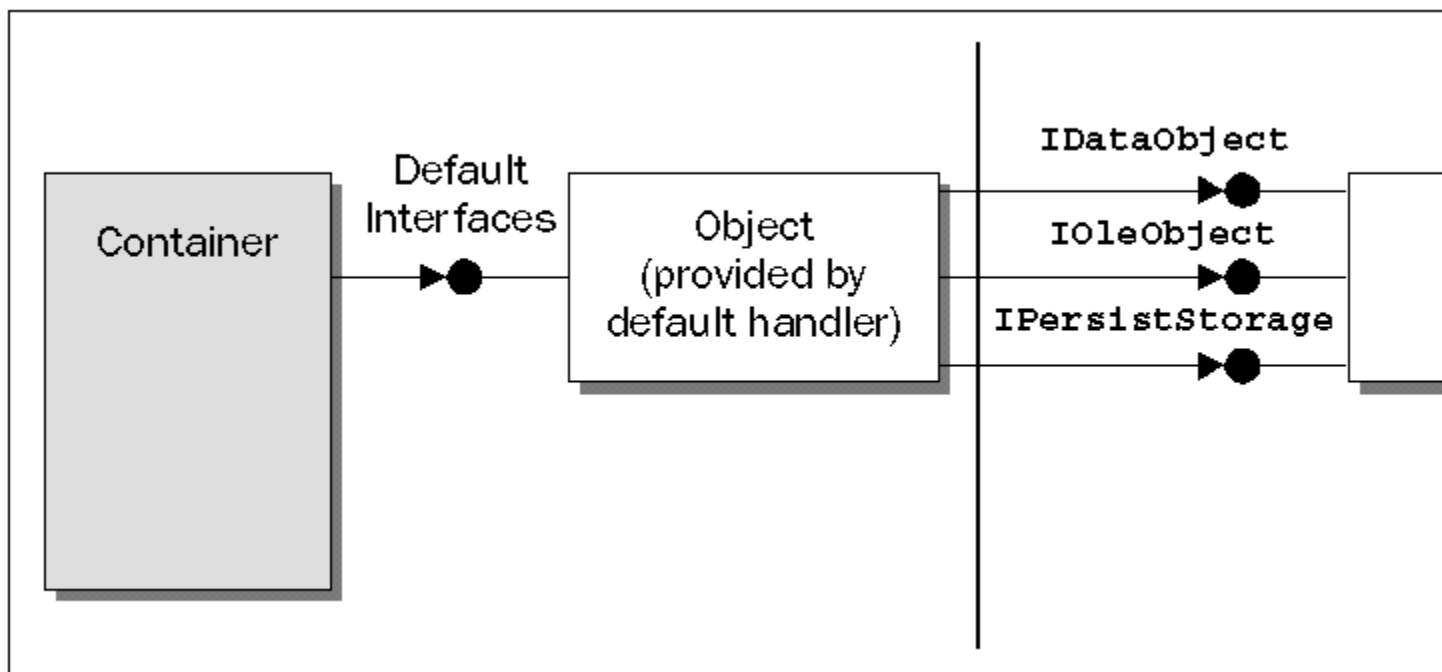 Container
Default
Interfaces
Object
(provided by
default handler)
IDataObject
IOleObject
IPersistStorage